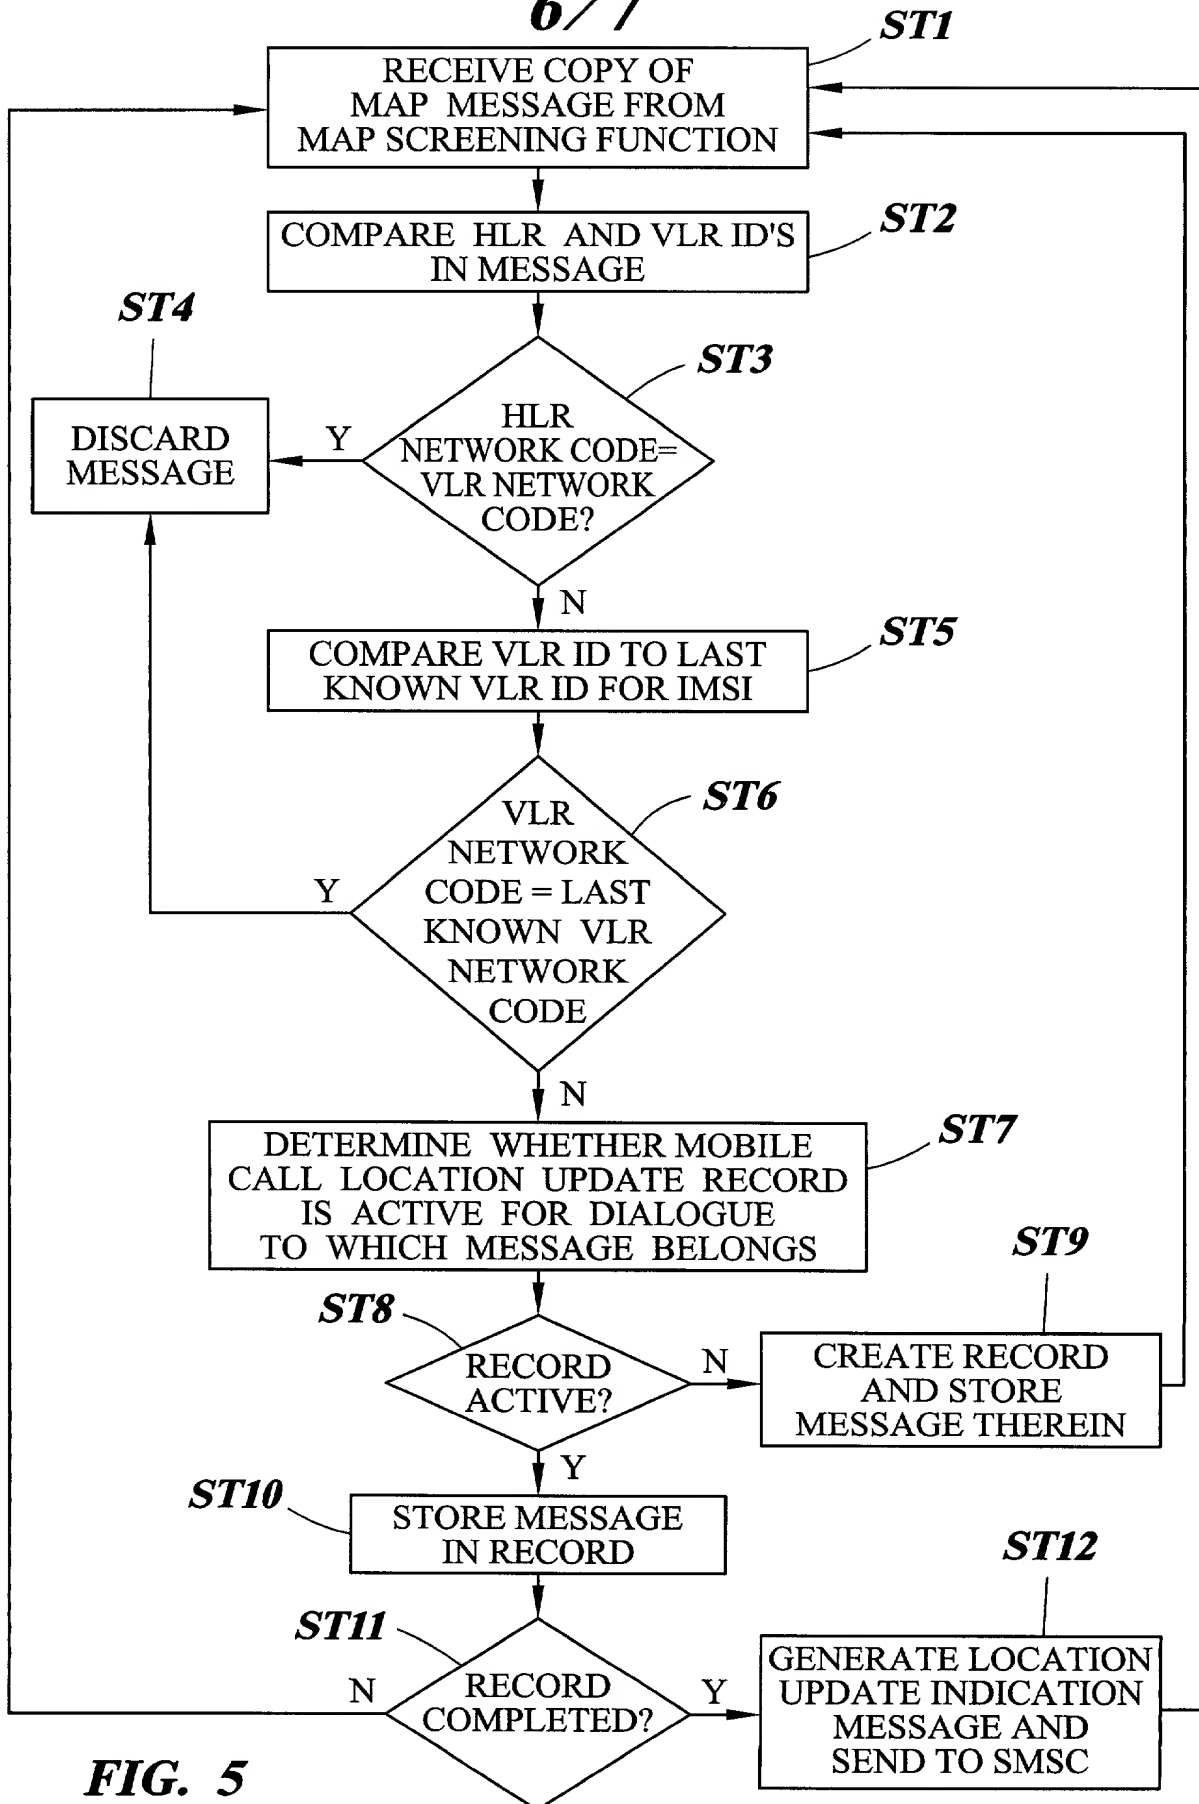 6/7
ST1
RECEIVE COPY OF
MAP MESSAGE FROM
MAP SCREENING FUNCTION
ST2
COMPARE HLR AND VLR ID'S
IN MESSAGE
ST4
ST3
DISCARD
MESSAGE
Y
HLR
NETWORK CODE=
VLR NETWORK
CODE?
N
ST5
COMPARE VLR ID TO LAST
KNOWN VLR ID FOR IMSI
ST6
VLR
NETWORK
CODE = LAST
KNOWN VLR
NETWORK
CODE
Y
N
ST7
DETERMINE WHETHER MOBILE
CALL LOCATION UPDATE RECORD
IS ACTIVE FOR DIALOGUE
TO WHICH MESSAGE BELONGS
ST8
RECORD
ACTIVE?
N
ST9
CREATE RECORD
AND STORE
MESSAGE THEREIN
Y
ST10
STORE MESSAGE
IN RECORD
ST11
N
RECORD
COMPLETED?
Y
ST12
GENERATE LOCATION
UPDATE INDICATION
MESSAGE AND
SEND TO SMSC
FIG. 5